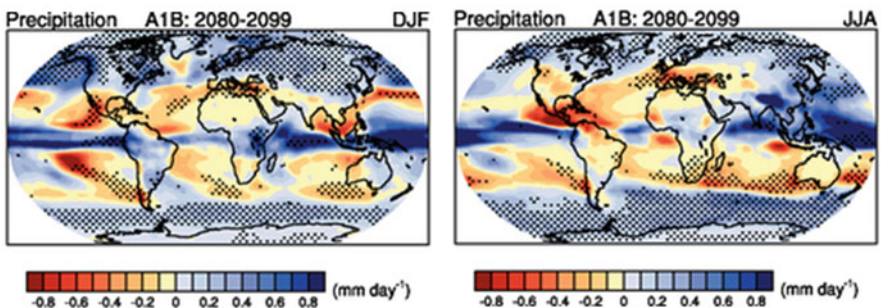 Precipitation A1B: 2080-2099 DJF
-0.8 -0.6 -0.4 -0.2 0 0.2 0.4 0.6 0.8 (mm day⁻¹)
Precipitation A1B: 2080-2099 JJA
-0.8 -0.6 -0.4 -0.2 0 0.2 0.4 0.6 0.8 (mm day⁻¹)